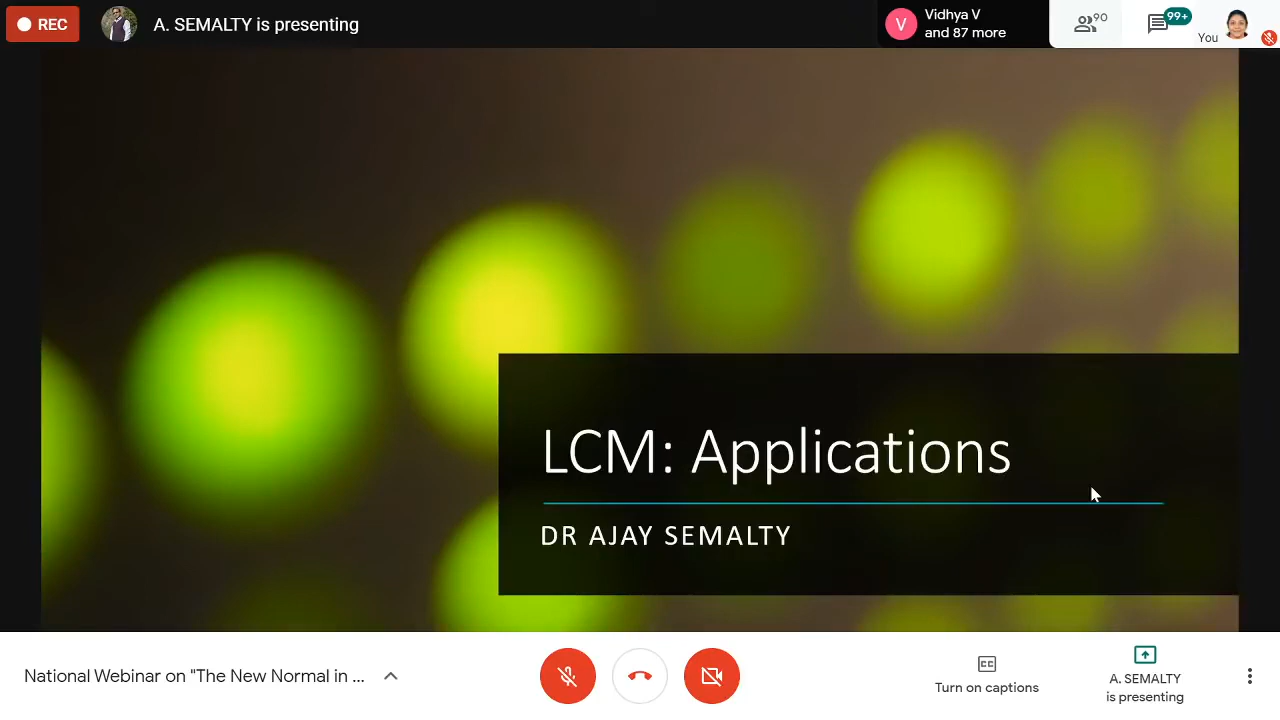 REC
A. SEMALTY is presenting
V
Vidhya V
and 87 more
90
99+
You
LCM: Applications
DR AJAY SEMALTY
National Webinar on "The New Normal in ...
CC
Turn on captions
A. SEMALTY
is presenting